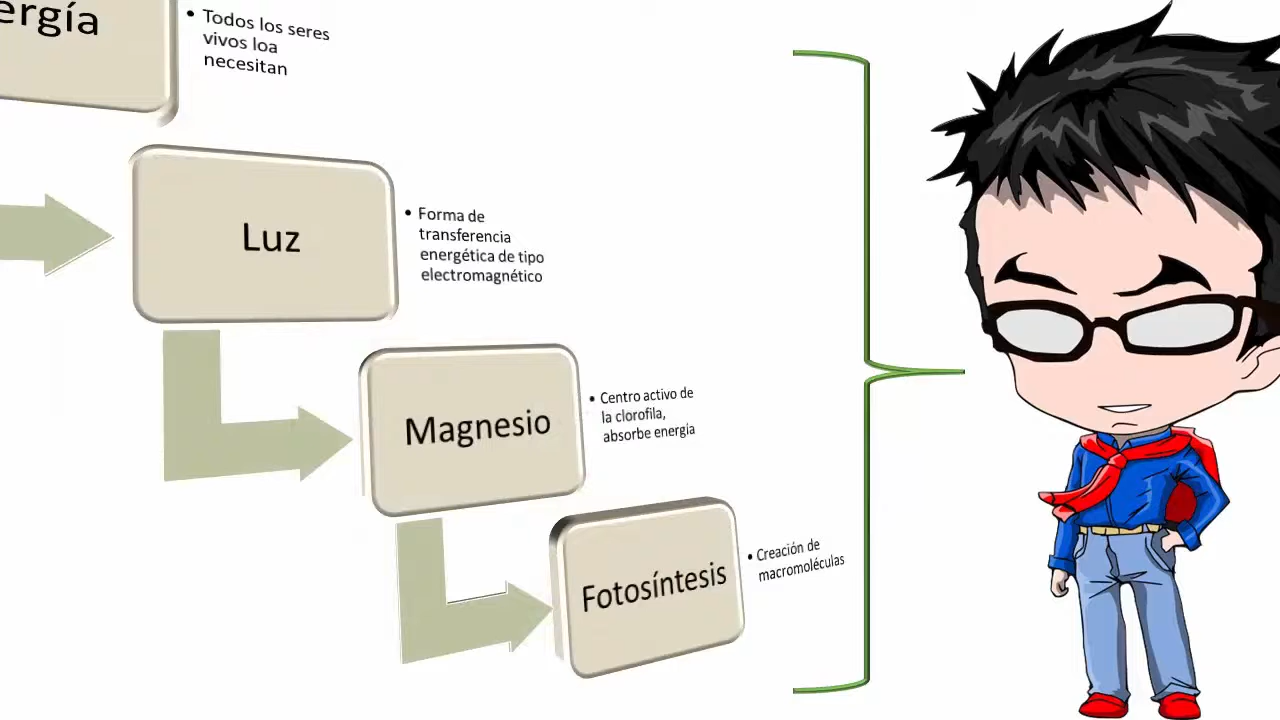 ergía
• Todos los seres
vivos loa
necesitan
Luz
• Forma de
transferencia
energética de tipo
electromagnético
Magnesio
• Centro activo de
la clorofila,
absorbe energia
Fotosíntesis
• Creación de
macromoléculas